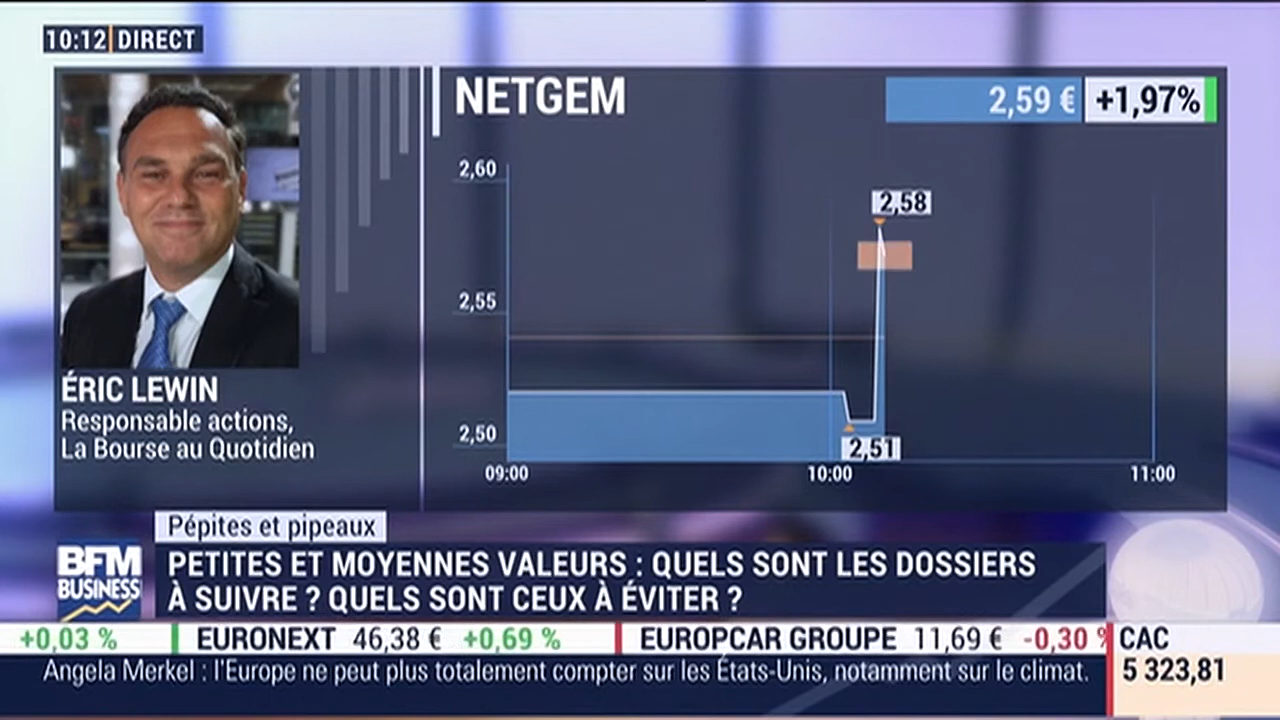 10:12 DIRECT
NETGEM
2,59 € +1,97%
2,60
2,58
2,55
2,50
2,51
09:00 10:00 11:00
ÉRIC LEWIN
Responsable actions,
La Bourse au Quotidien
Pépites et pipeaux
BFM
BUSINESS
PETITES ET MOYENNES VALEURS : QUELS SONT LES DOSSIERS
À SUIVRE ? QUELS SONT CEUX À ÉVITER ?
+0,03 % EURONEXT 46,38 € +0,69 % EUROPCAR GROUPE 11,69 € -0,30 %
CAC
5 323,81
Angela Merkel : l'Europe ne peut plus totalement compter sur les États-Unis, notamment sur le climat.